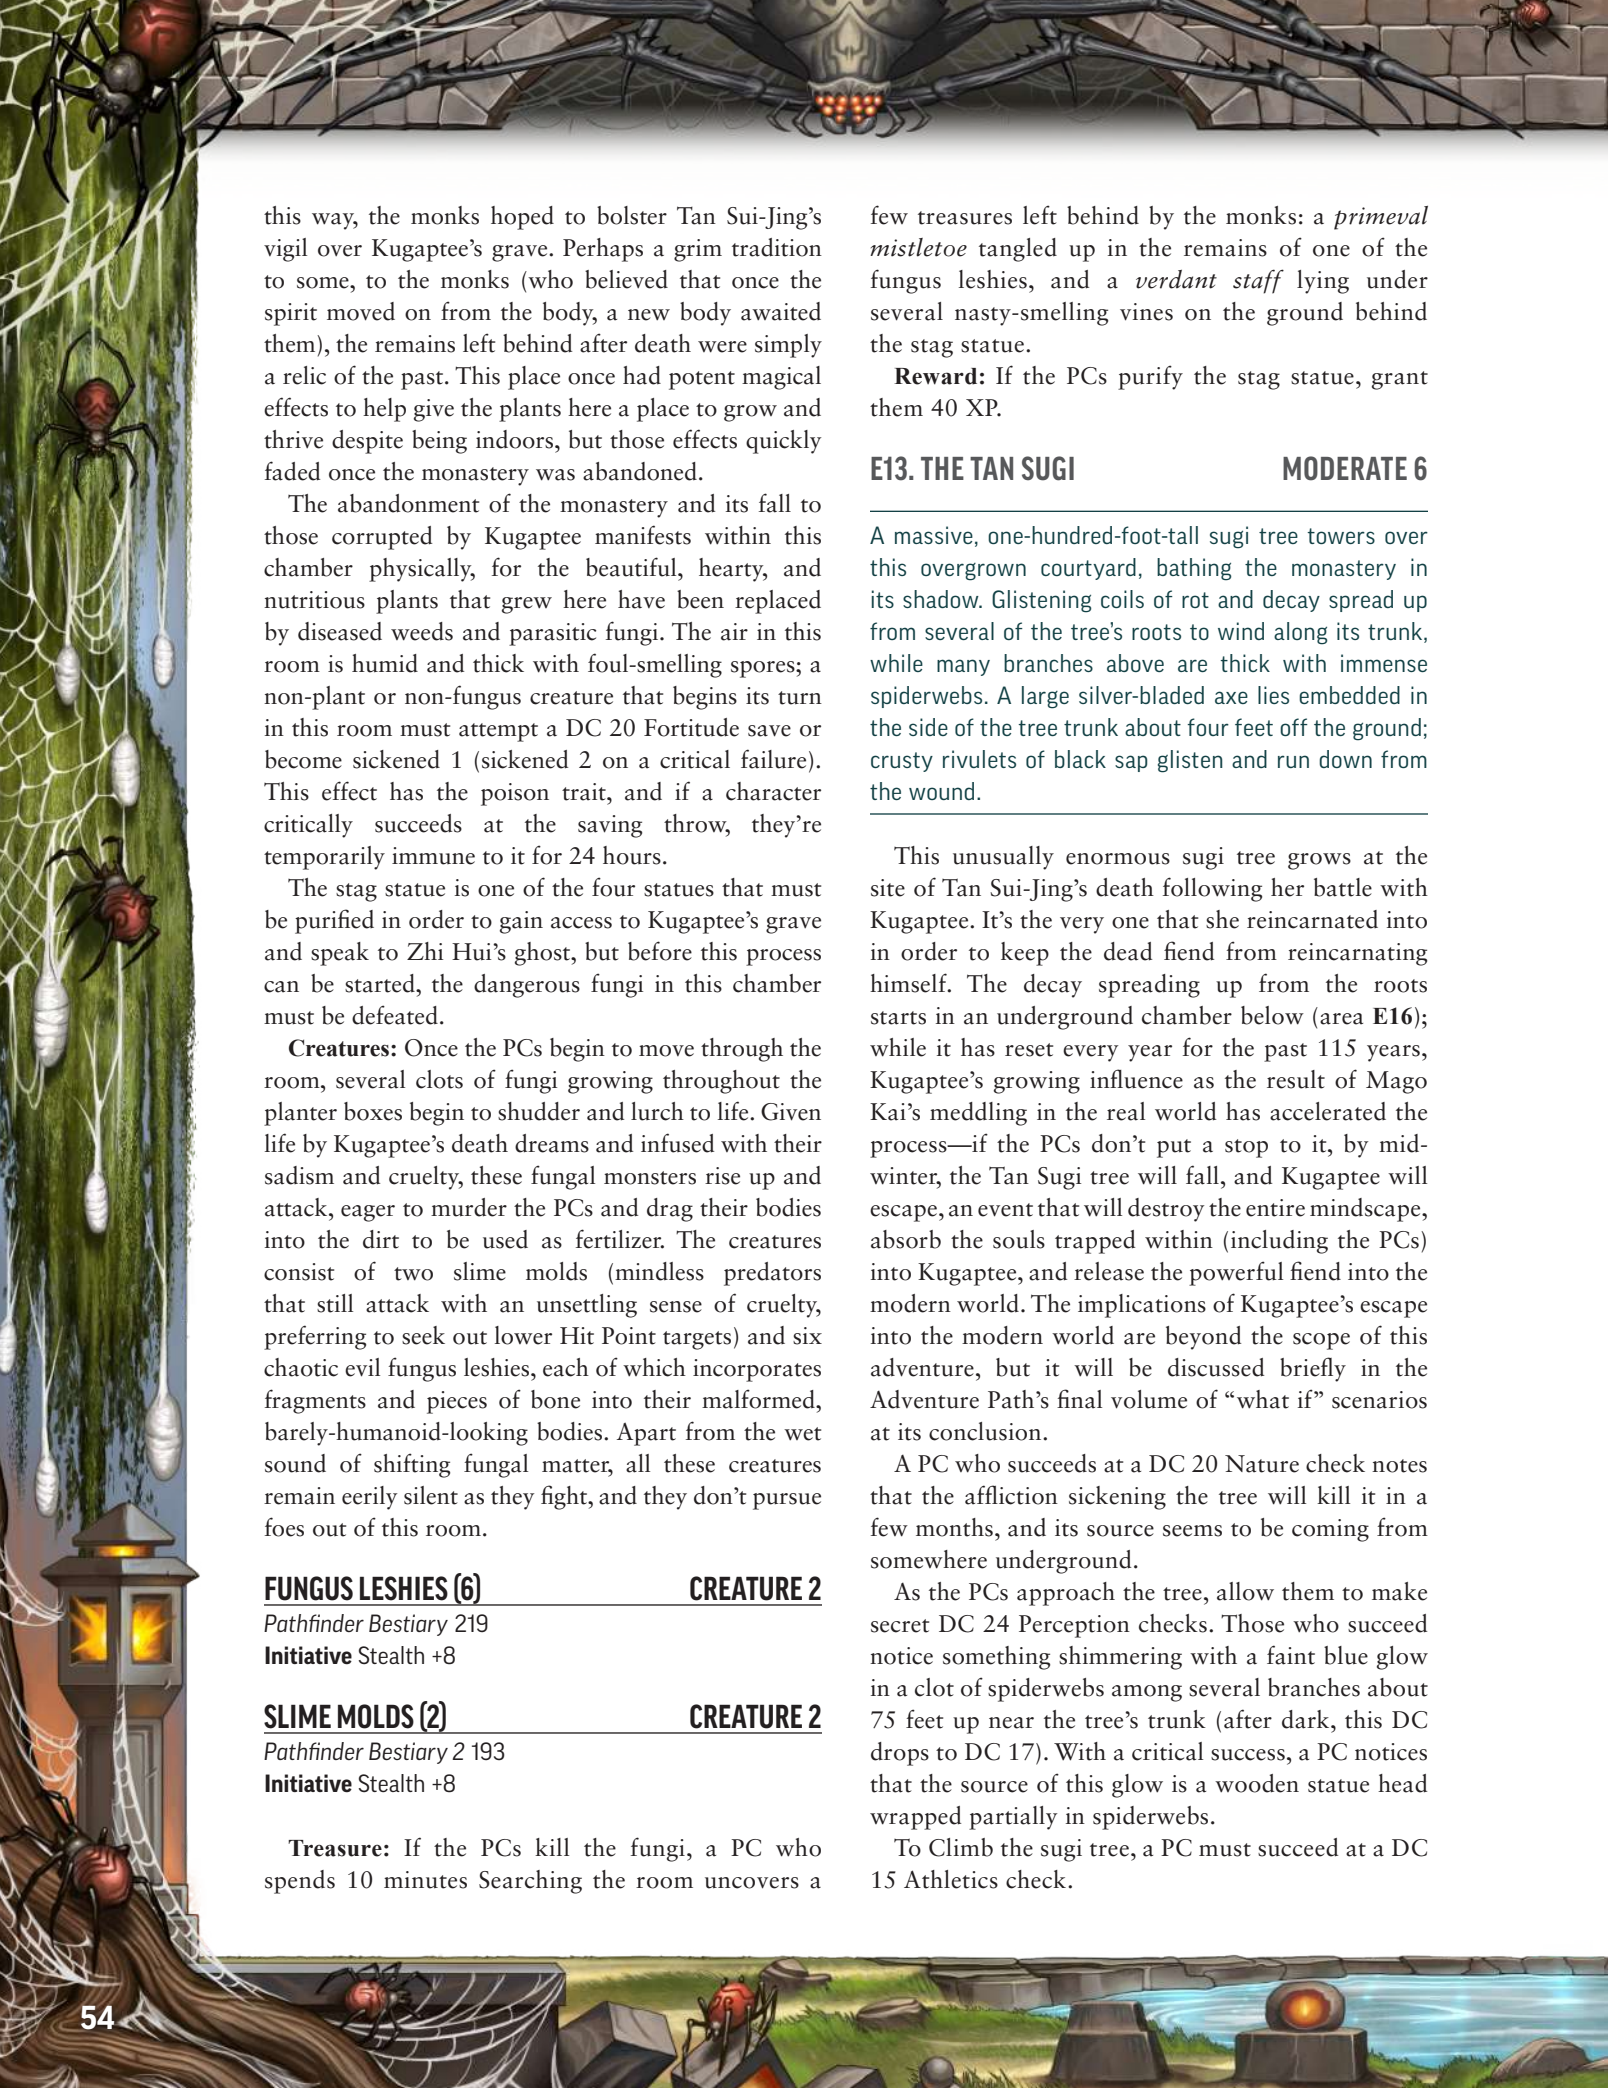 this way, the monks hoped to bolster Tan Sui-Jing’s
vigil over Kugaptee’s grave. Perhaps a grim tradition
to some, to the monks (who believed that once the
spirit moved on from the body, a new body awaited
them), the remains left behind after death were simply
a relic of the past. This place once had potent magical
effects to help give the plants here a place to grow and
thrive despite being indoors, but those effects quickly
faded once the monastery was abandoned.
The abandonment of the monastery and its fall to
those corrupted by Kugaptee manifests within this
chamber physically, for the beautiful, hearty, and
nutritious plants that grew here have been replaced
by diseased weeds and parasitic fungi. The air in this
room is humid and thick with foul-smelling spores; a
non-plant or non-fungus creature that begins its turn
in this room must attempt a DC 20 Fortitude save or
become sickened 1 (sickened 2 on a critical failure).
This effect has the poison trait, and if a character
critically succeeds at the saving throw, they’re
temporarily immune to it for 24 hours.
The stag statue is one of the four statues that must
be purified in order to gain access to Kugaptee’s grave
and speak to Zhi Hui’s ghost, but before this process
can be started, the dangerous fungi in this chamber
must be defeated.
Creatures: Once the PCs begin to move through the
room, several clots of fungi growing throughout the
planter boxes begin to shudder and lurch to life. Given
life by Kugaptee’s death dreams and infused with their
sadism and cruelty, these fungal monsters rise up and
attack, eager to murder the PCs and drag their bodies
into the dirt to be used as fertilizer. The creatures
consist of two slime molds (mindless predators
that still attack with an unsettling sense of cruelty,
preferring to seek out lower Hit Point targets) and six
chaotic evil fungus leshies, each of which incorporates
fragments and pieces of bone into their malformed,
barely-humanoid-looking bodies. Apart from the wet
sound of shifting fungal matter, all these creatures
remain eerily silent as they fight, and they don’t pursue
foes out of this room.
FUNGUS LESHIES (6) CREATURE 2
Pathfinder Bestiary 219
Initiative Stealth +8
SLIME MOLDS (2) CREATURE 2
Pathfinder Bestiary 2 193
Initiative Stealth +8
Treasure: If the PCs kill the fungi, a PC who
spends 10 minutes Searching the room uncovers a
few treasures left behind by the monks: a primeval
mistletoe tangled up in the remains of one of the
fungus leshies, and a verdant staff lying under
several nasty-smelling vines on the ground behind
the stag statue.
Reward: If the PCs purify the stag statue, grant
them 40 XP.
E13. THE TAN SUGI MODERATE 6
A massive, one-hundred-foot-tall sugi tree towers over
this overgrown courtyard, bathing the monastery in
its shadow. Glistening coils of rot and decay spread up
from several of the tree’s roots to wind along its trunk,
while many branches above are thick with immense
spiderwebs. A large silver-bladed axe lies embedded in
the side of the tree trunk about four feet off the ground;
crusty rivulets of black sap glisten and run down from
the wound.
This unusually enormous sugi tree grows at the
site of Tan Sui-Jing’s death following her battle with
Kugaptee. It’s the very one that she reincarnated into
in order to keep the dead fiend from reincarnating
himself. The decay spreading up from the roots
starts in an underground chamber below (area E16);
while it has reset every year for the past 115 years,
Kugaptee’s growing influence as the result of Mago
Kai’s meddling in the real world has accelerated the
process—if the PCs don’t put a stop to it, by mid-
winter, the Tan Sugi tree will fall, and Kugaptee will
escape, an event that will destroy the entire mindscape,
absorb the souls trapped within (including the PCs)
into Kugaptee, and release the powerful fiend into the
modern world. The implications of Kugaptee’s escape
into the modern world are beyond the scope of this
adventure, but it will be discussed briefly in the
Adventure Path’s final volume of “what if” scenarios
at its conclusion.
A PC who succeeds at a DC 20 Nature check notes
that the affliction sickening the tree will kill it in a
few months, and its source seems to be coming from
somewhere underground.
As the PCs approach the tree, allow them to make
secret DC 24 Perception checks. Those who succeed
notice something shimmering with a faint blue glow
in a clot of spiderwebs among several branches about
75 feet up near the tree’s trunk (after dark, this DC
drops to DC 17). With a critical success, a PC notices
that the source of this glow is a wooden statue head
wrapped partially in spiderwebs.
To Climb the sugi tree, a PC must succeed at a DC
15 Athletics check.
54